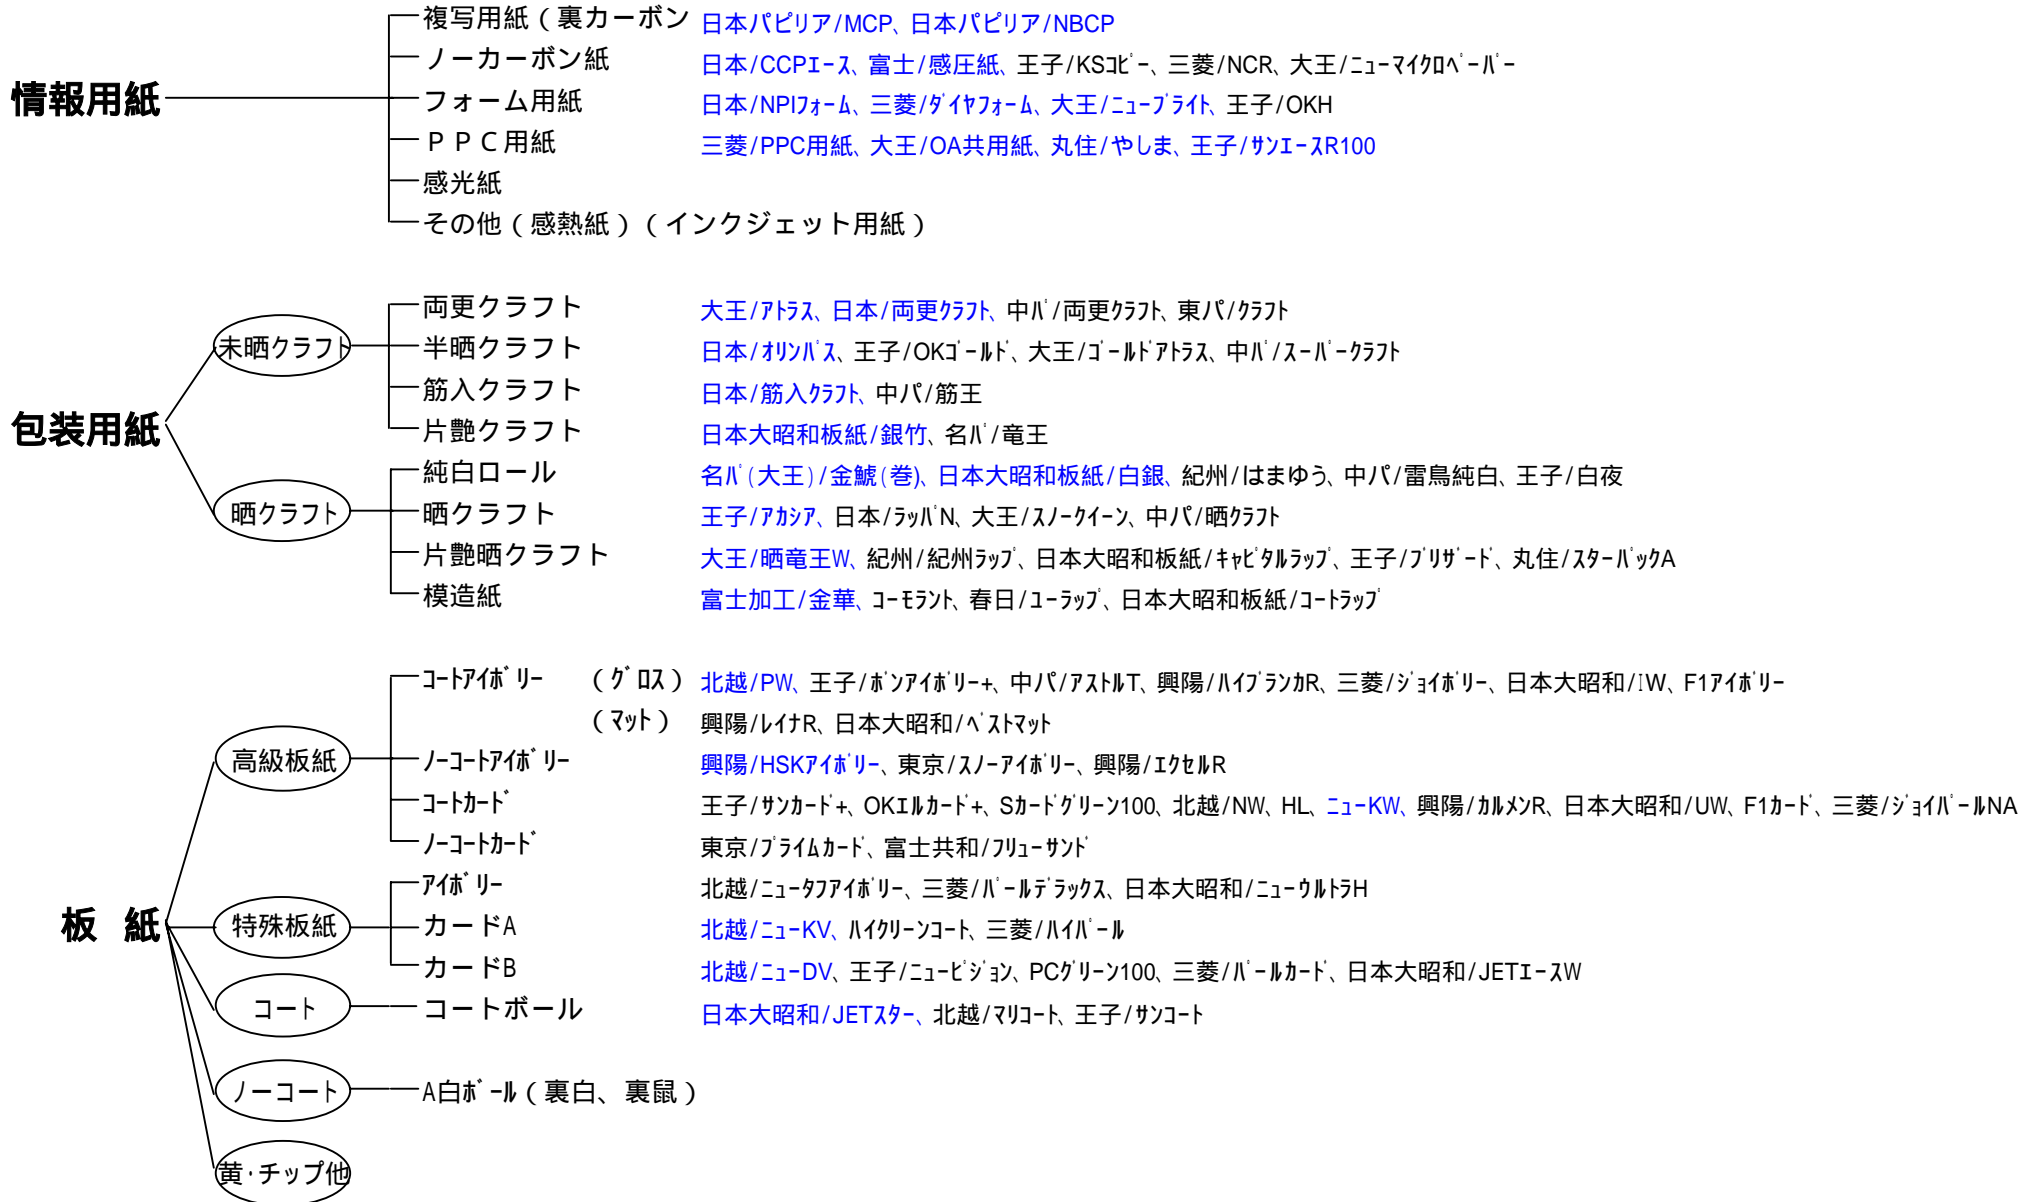 複写用紙（裏カーボン 日本パピリア/MCP、日本パピリア/NBCP
ノーカーボン紙 日本/CCPｴｰｽ、富士/感圧紙、王子/KSｺﾋﾟｰ、三菱/NCR、大王/ﾆｭｰﾏｲｸﾛﾍﾟｰﾊﾟｰ
情報用紙 フォーム用紙 日本/NPIﾌｫｰﾑ、三菱/ﾀﾞｲﾔﾌｫｰﾑ、大王/ﾆｭｰﾌﾞﾗｲﾄ、王子/OKH
ＰＰＣ用紙 三菱/PPC用紙、大王/OA共用紙、丸住/やしま、王子/ｻﾝｴｰｽR100
感光紙
その他（感熱紙）（インクジェット用紙）
両更クラフト 大王/ｱﾄﾗｽ、日本/両更ｸﾗﾌﾄ、中ﾊﾟ/両更ｸﾗﾌﾄ、東パ/ｸﾗﾌﾄ
未晒クラフト 半晒クラフト 日本/ｵﾘﾝﾊﾟｽ、王子/OKｺﾞｰﾙﾄﾞ、大王/ｺﾞｰﾙﾄﾞｱﾄﾗｽ、中ﾊﾟ/ｽｰﾊﾟｰｸﾗﾌﾄ
筋入クラフト 日本/筋入ｸﾗﾌﾄ、中パ/筋王
包装用紙 片艶クラフト 日本大昭和板紙/銀竹、名ﾊﾟ/竜王
純白ロール 名ﾊﾟ(大王)/金鯱(巻)、日本大昭和板紙/白銀、紀州/はまゆう、中パ/雷鳥純白、王子/白夜
晒クラフト 晒クラフト 王子/ｱｶｼｱ、日本/ﾗｯﾊﾟN、大王/ｽﾉｰｸｲｰﾝ、中パ/晒ｸﾗﾌﾄ
片艶晒クラフト 大王/晒竜王W、紀州/紀州ﾗｯﾌﾟ、日本大昭和板紙/ｷｬﾋﾟﾀﾙﾗｯﾌﾟ、王子/ﾌﾞﾘｻﾞｰﾄﾞ、丸住/ｽﾀｰﾊﾟｯｸA
模造紙 富士加工/金華、ｺｰﾓﾗﾝﾄ、春日/ﾕｰﾗｯﾌﾟ、日本大昭和板紙/ｺｰﾄﾗｯﾌﾟ
ｺｰﾄｱｲﾎﾞﾘｰ （ｸﾞﾛｽ） 北越/PW、王子/ﾎﾞﾝｱｲﾎﾞﾘｰ+、中パ/ｱｽﾄﾙT、興陽/ﾊｲﾌﾞﾗﾝｶR、三菱/ｼﾞｮｲﾎﾞﾘｰ、日本大昭和/IW、F1ｱｲﾎﾞﾘｰ
（ﾏｯﾄ） 興陽/ﾚｲﾅR、日本大昭和/ﾍﾞｽﾄﾏｯﾄ
高級板紙 ﾉｰｺｰﾄｱｲﾎﾞﾘｰ 興陽/HSKｱｲﾎﾞﾘｰ、東京/ｽﾉｰｱｲﾎﾞﾘｰ、興陽/ｴｸｾﾙR
ｺｰﾄｶｰﾄﾞ 王子/ｻﾝｶｰﾄﾞ+、OKｴﾙｶｰﾄﾞ+、Sｶｰﾄﾞｸﾞﾘｰﾝ100、北越/NW、HL、ﾆｭｰKW、興陽/ｶﾙﾒﾝR、日本大昭和/UW、F1ｶｰﾄﾞ、三菱/ｼﾞｮｲﾊﾟｰﾙNA
ﾉｰｺｰﾄｶｰﾄﾞ 東京/ﾌﾟﾗｲﾑｶｰﾄﾞ、富士共和/ﾌﾘｭｰｻﾝﾄﾞ
ｱｲﾎﾞﾘｰ 北越/ﾆｭｰﾀﾌｱｲﾎﾞﾘｰ、三菱/ﾊﾟｰﾙﾃﾞﾗｯｸｽ、日本大昭和/ﾆｭｰｳﾙﾄﾗH
板 紙 特殊板紙 カードA 北越/ﾆｭｰKV、ﾊｲｸﾘｰﾝｺｰﾄ、三菱/ﾊｲﾊﾟｰﾙ
カードB 北越/ﾆｭｰDV、王子/ﾆｭｰﾋﾟｼﾞｮﾝ、PCｸﾞﾘｰﾝ100、三菱/ﾊﾟｰﾙｶｰﾄﾞ、日本大昭和/JETｴｰｽW
コート コートボール 日本大昭和/JETｽﾀｰ、北越/ﾏﾘｺｰﾄ、王子/ｻﾝｺｰﾄ
ノーコート A白ﾎﾞｰﾙ（裏白、裏鼠）
黄･チップ他